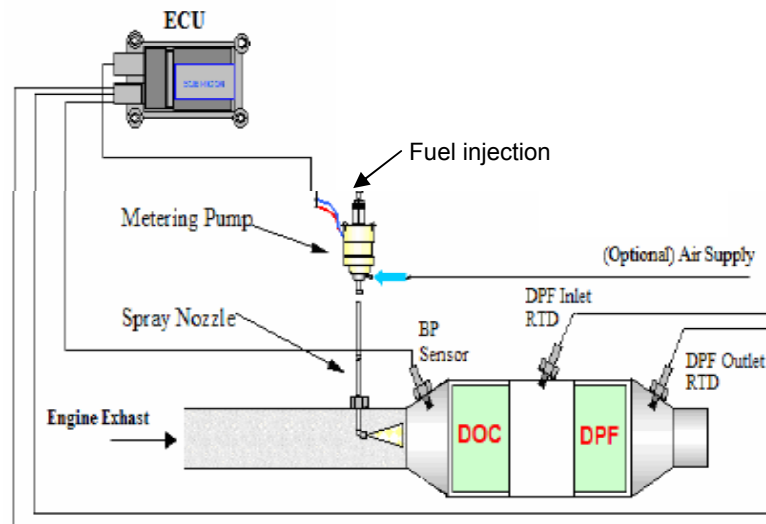 ECU
Fuel injection
Metering Pump
(Optional) Air Supply
DPF Inlet
RTD
Spray Nozzle
BP
Sensor
DPF Outlet
RTD
Engine Exhast
DOC
DPF